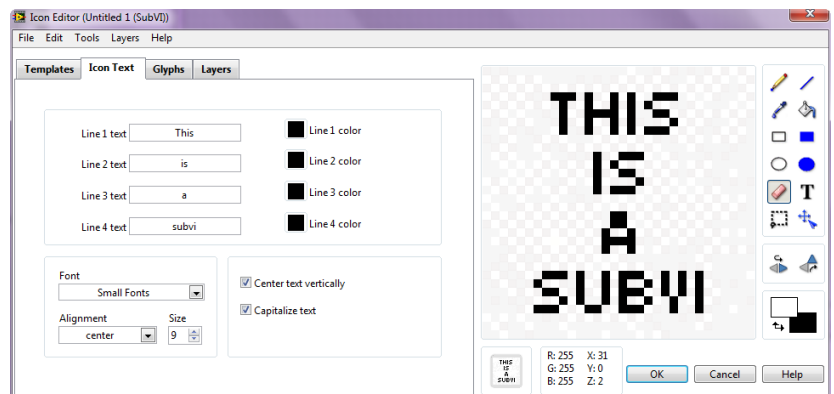 Icon Editor (Untitled 1 (SubVI))
File Edit Tools Layers Help
Templates Icon Text Glyphs Layers
Line 1 text This Line 1 color
Line 2 text is Line 2 color
Line 3 text a Line 3 color
Line 4 text subvi Line 4 color
Font
Small Fonts
Alignment Size
center 9
Center text vertically
Capitalize text
THIS
IS
A
SUBVI
T
THIS
IS
A
SUBVI
R: 255 X: 31
G: 255 Y: 0
B: 255 Z: 2
OK Cancel Help